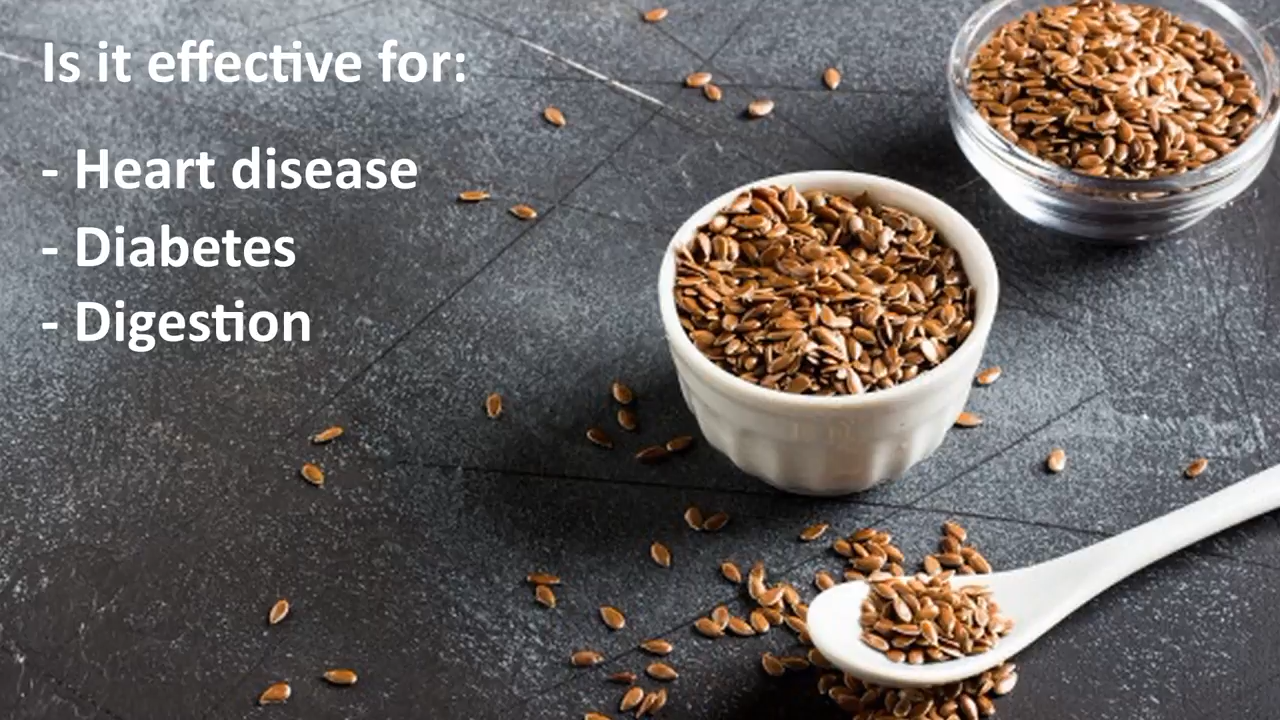 Is it effective for:
- Heart disease
- Diabetes
- Digestion